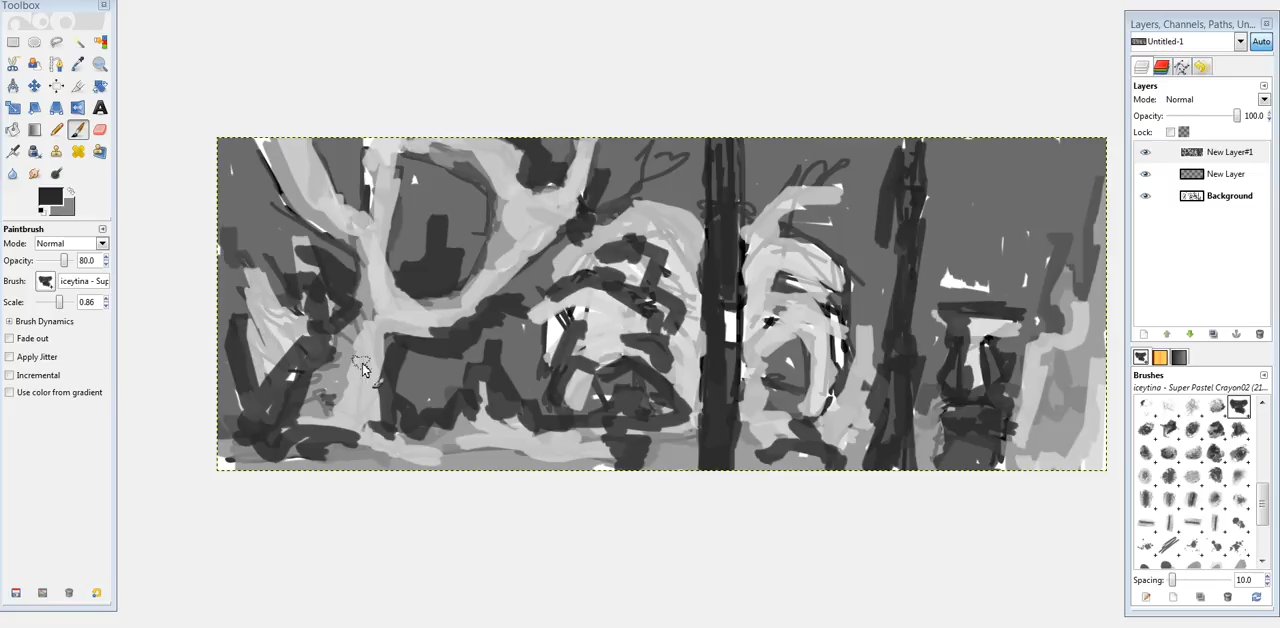 Toolbox
Paintbrush
Mode: Normal
Opacity: 80.0
Brush: iceytina - Sup
Scale: 0.86
Brush Dynamics
Fade out
Apply Jitter
Incremental
Use color from gradient
Layers, Channels, Paths, Un...
Untitled-1 Auto
Layers
Mode: Normal
Opacity: 100.0
Lock:
New Layer#1
New Layer
Background
Brushes
iceytina - Super Pastel Crayon02 (21...
Spacing: 10.0